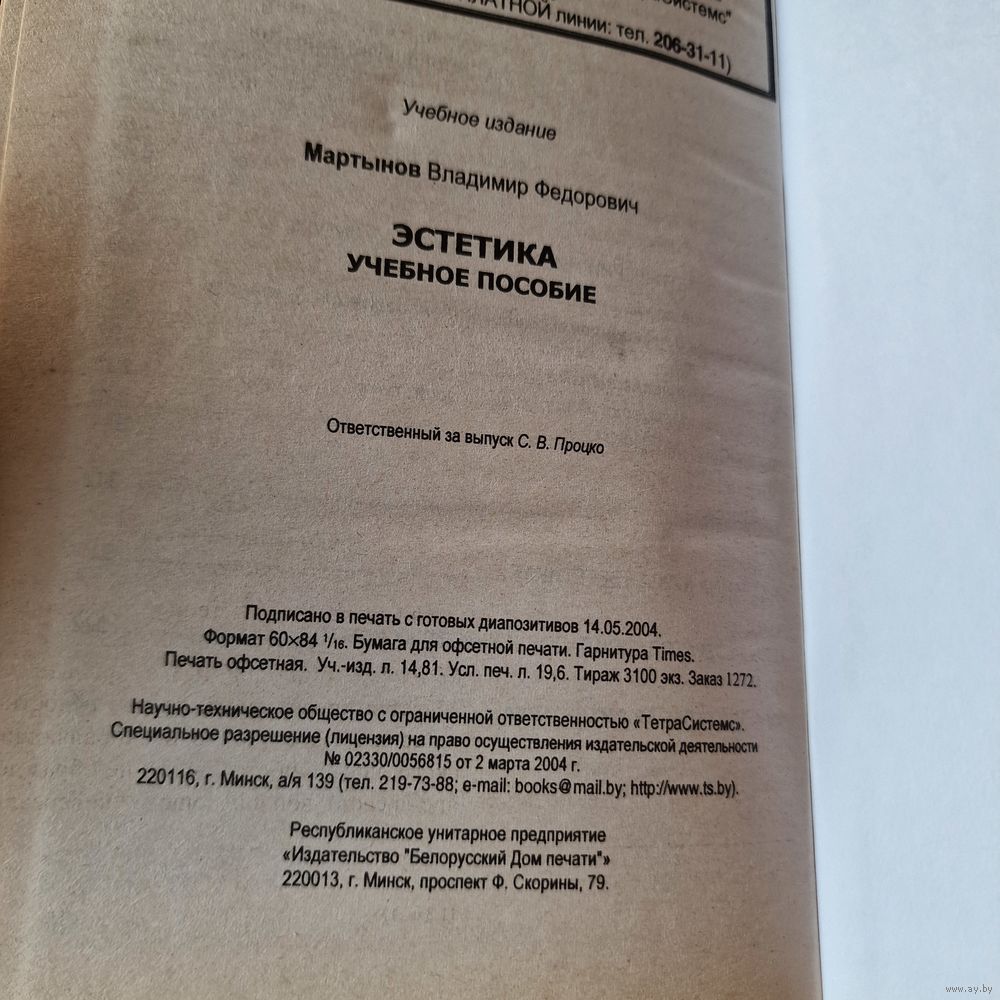 ЛАТНОЙ линии: тел. 206-31-11)
Учебное издание
Мартынов Владимир Федорович
ЭСТЕТИКА
УЧЕБНОЕ ПОСОБИЕ
Ответственный за выпуск С. В. Процко
Подписано в печать с готовых диапозитивов 14.05.2004.
Формат 60×84 1/16. Бумага для офсетной печати. Гарнитура Times.
Печать офсетная. Уч.-изд. л. 14,81. Усл. печ. л. 19,6. Тираж 3100 экз. Заказ 1272.
Научно-техническое общество с ограниченной ответственностью «ТетраСистемс».
Специальное разрешение (лицензия) на право осуществления издательской деятельности
№ 02330/0056815 от 2 марта 2004 г.
220116, г. Минск, а/я 139 (тел. 219-73-88; e-mail: books@mail.by; http://www.ts.by).
Республиканское унитарное предприятие
«Издательство "Белорусский Дом печати"»
220013, г. Минск, проспект Ф. Скорины, 79.
www.ay.by